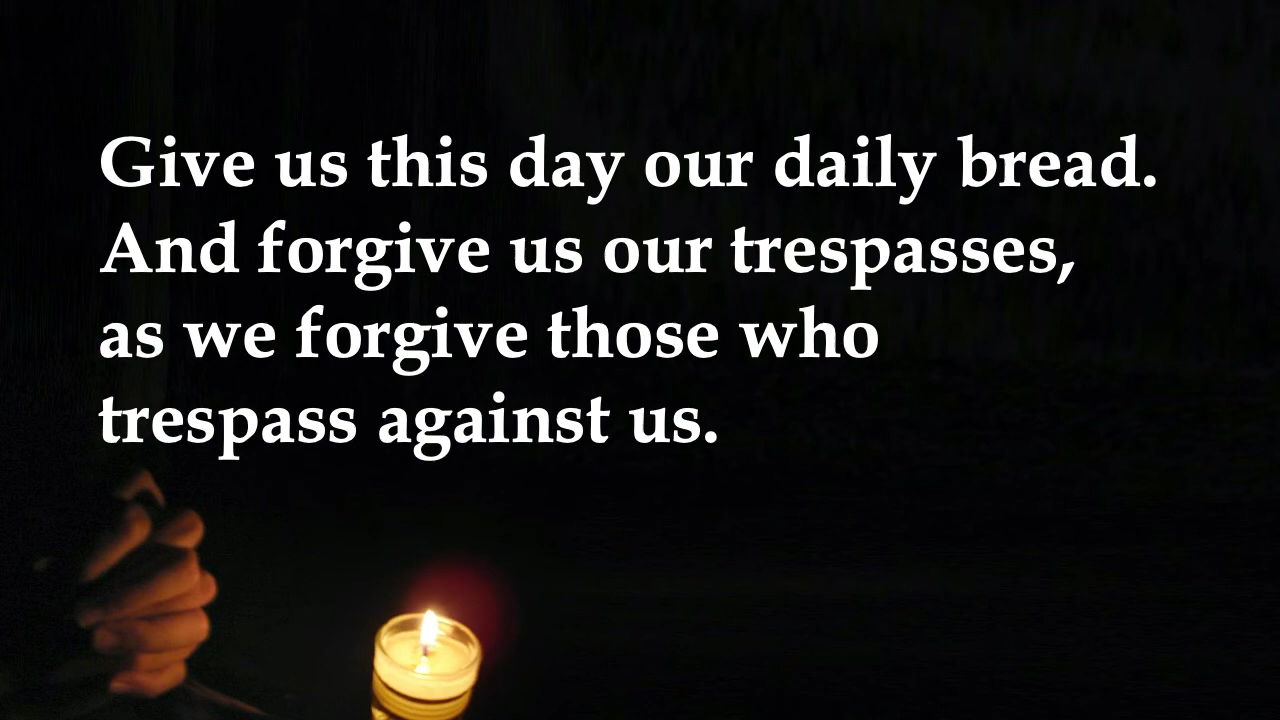 Give us this day our daily bread.
And forgive us our trespasses,
as we forgive those who
trespass against us.